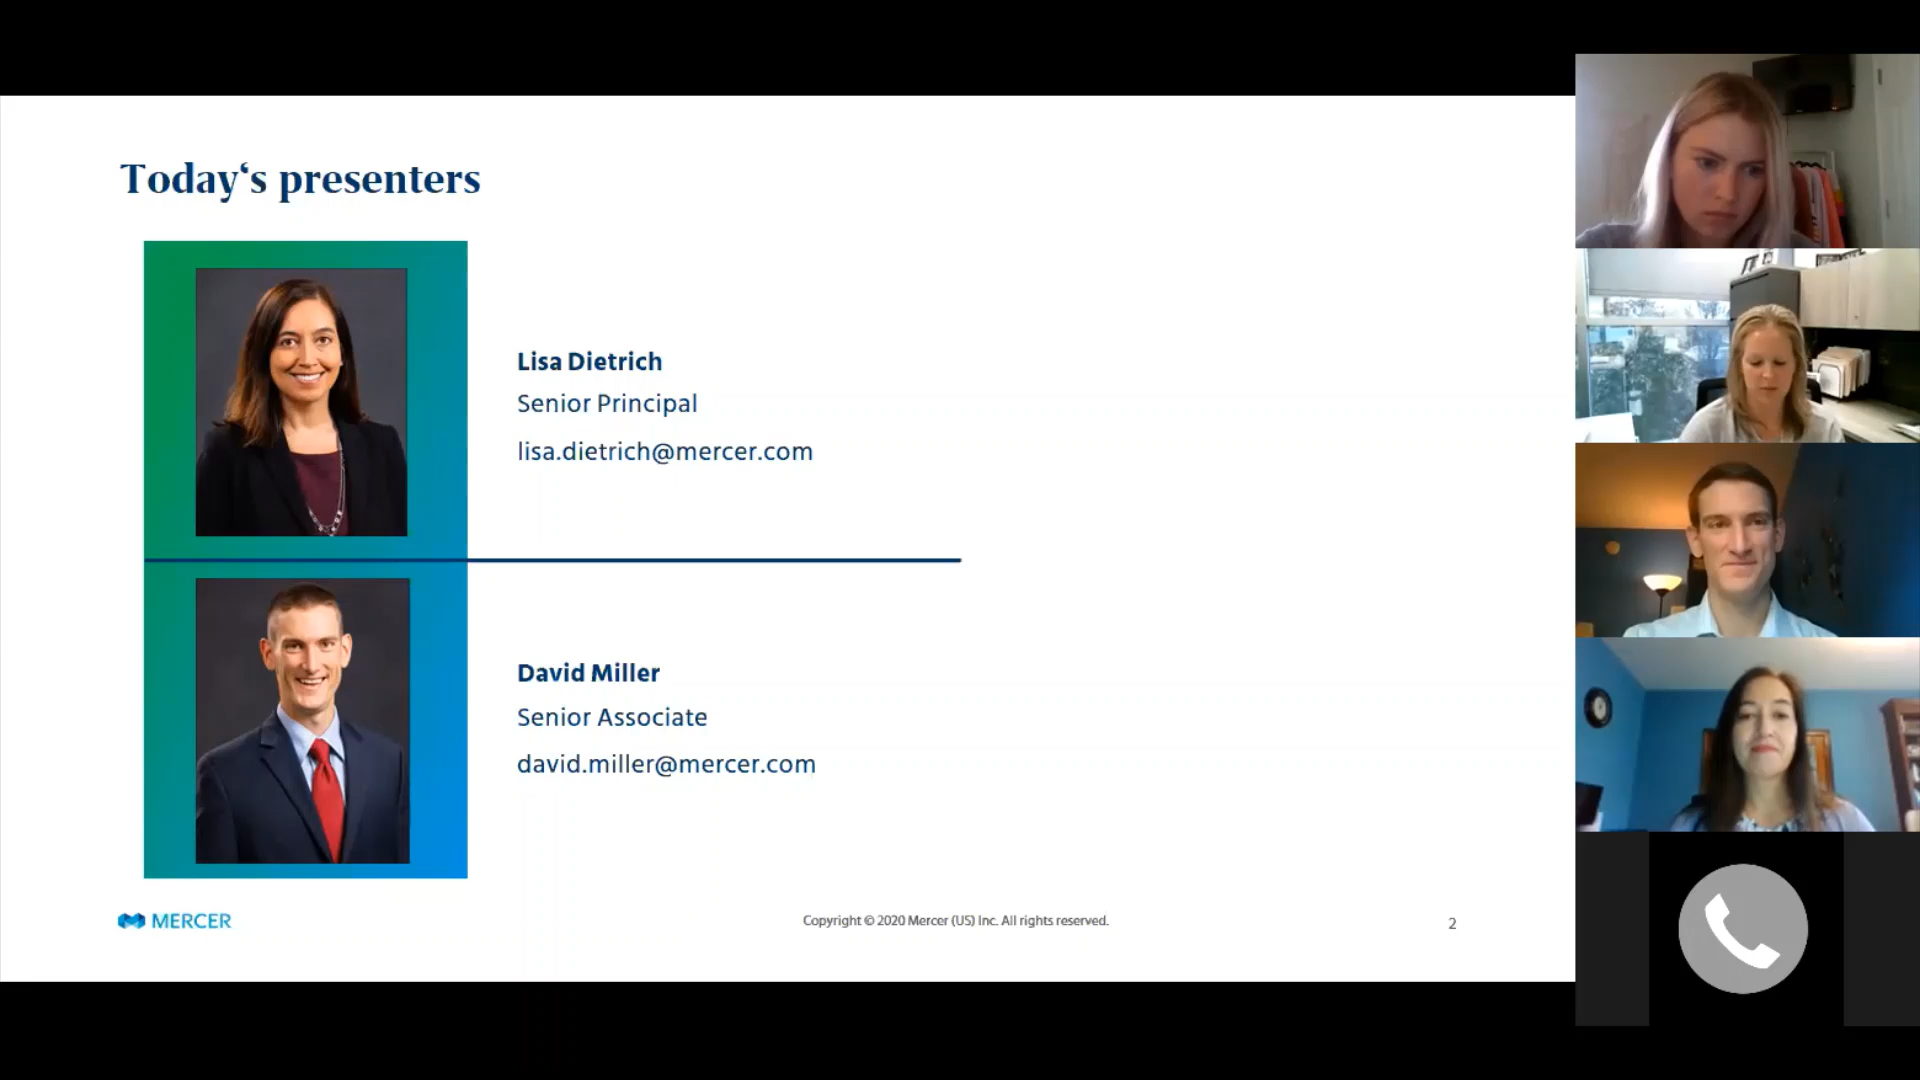 Today‘s presenters
Lisa Dietrich
Senior Principal
lisa.dietrich@mercer.com
David Miller
Senior Associate
david.miller@mercer.com
MERCER
Copyright © 2020 Mercer (US) Inc. All rights reserved.
2